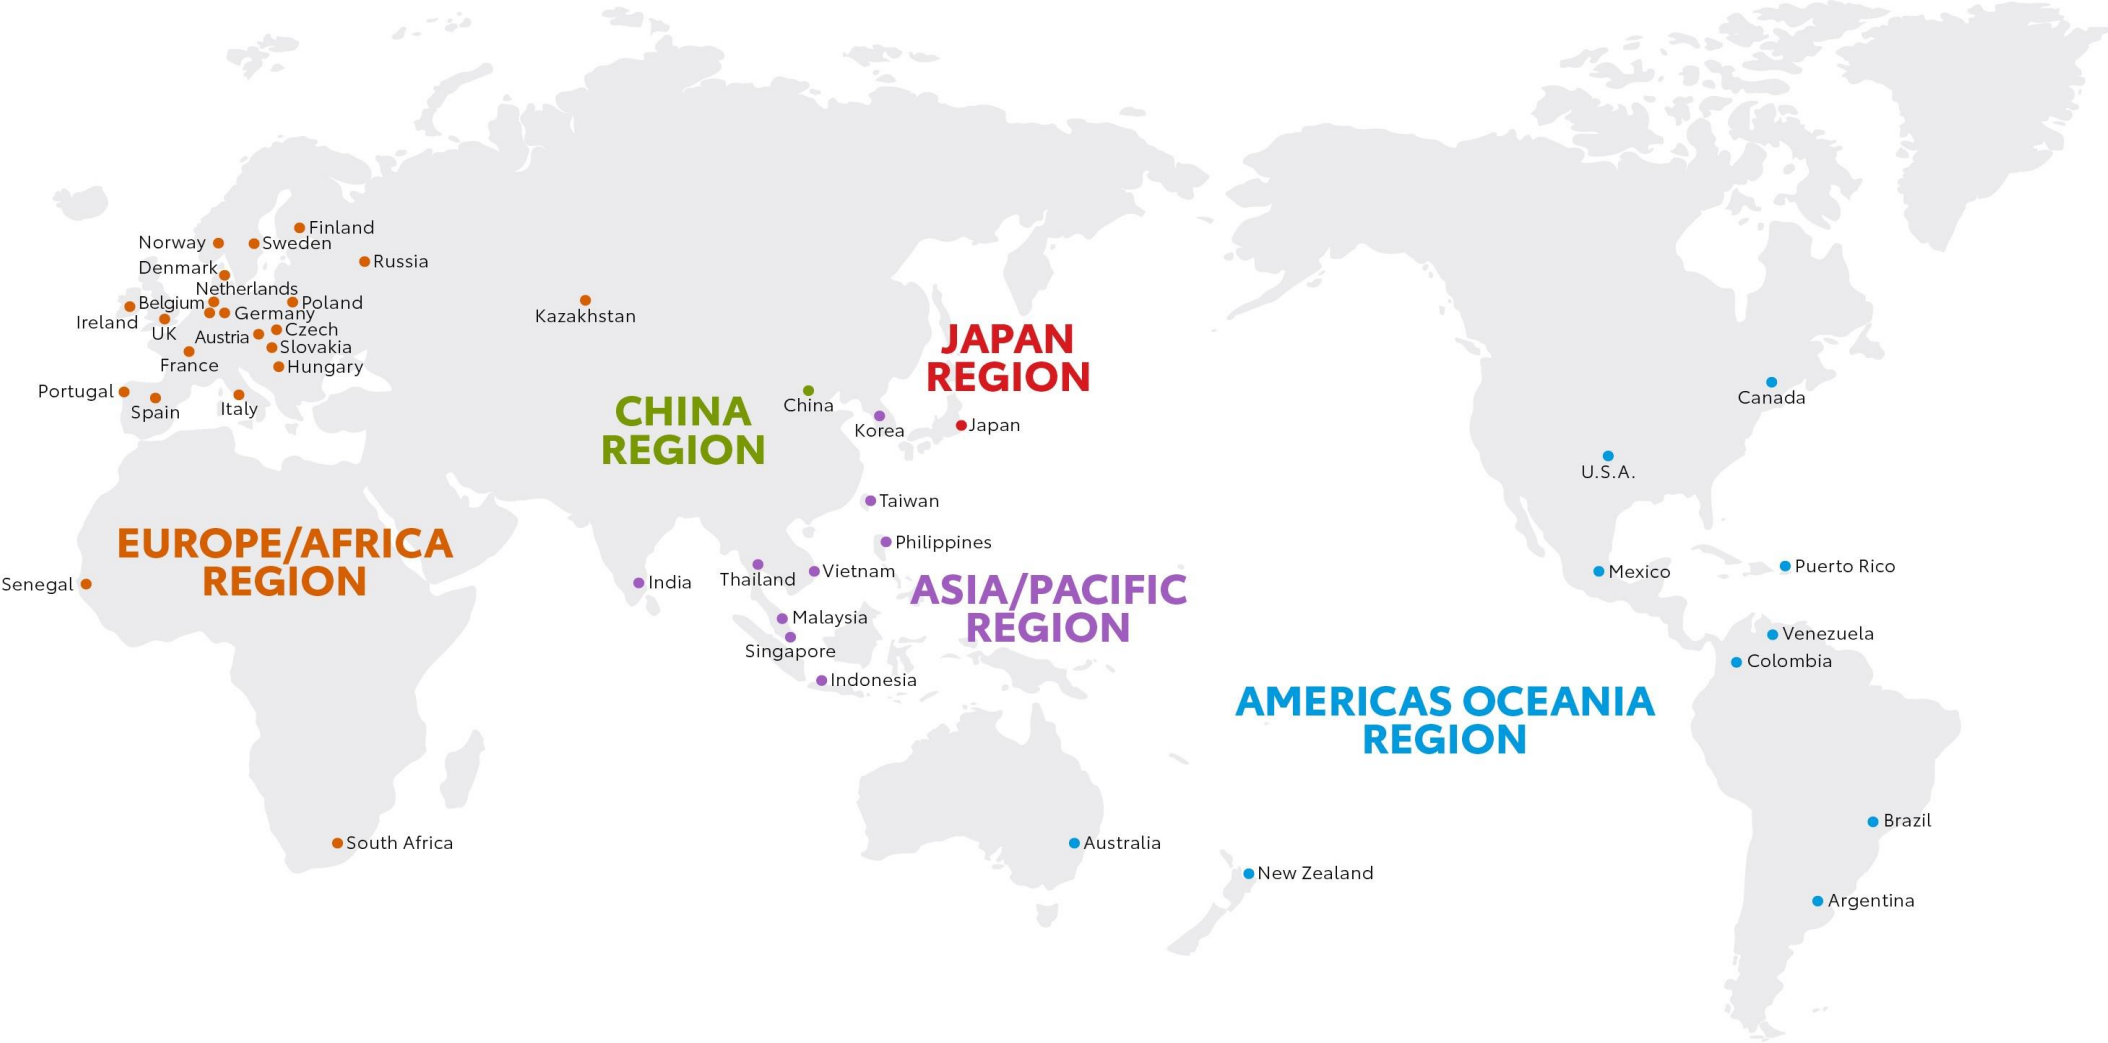 Finland
Norway
Sweden
Denmark
Russia
Netherlands
Belgium
Poland
Germany
Ireland
UK
Austria
Czech
Slovakia
France
Hungary
Portugal
Spain
Italy
Kazakhstan
JAPAN
REGION
CHINA
REGION
China
Korea
Japan
Canada
U.S.A.
Taiwan
EUROPE/AFRICA
REGION
Senegal
Philippines
India
Thailand
Vietnam
ASIA/PACIFIC
REGION
Malaysia
Singapore
Indonesia
Mexico
Puerto Rico
Venezuela
Colombia
AMERICAS OCEANIA
REGION
South Africa
Australia
New Zealand
Brazil
Argentina